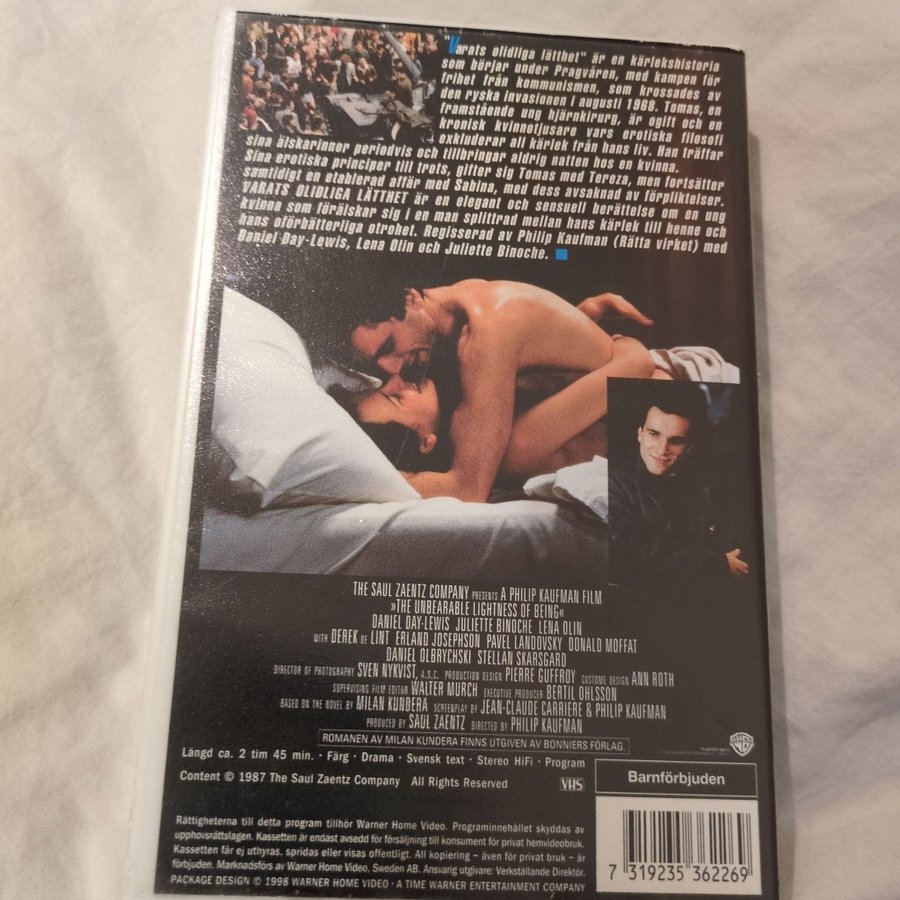 "Varats olidliga lätthet" är en kärlekshistoria
som börjar under Pragvåren, med kampen för
frihet från kommunismen, som krossades av
den ryska invasionen i augusti 1968. Tomas, en
framstående ung hjärnkirurg, är ogift och en
kronisk kvinnotjusare vars erotiska filosofi
exkluderar all kärlek från hans liv. Han träffar
sina älskarinnor periodvis och tillbringar aldrig natten hos en kvinna.
Sina erotiska principer till trots, gifter sig Tomas med Tereza, men fortsätter
samtidigt en etablerad affär med Sabina, med dess avsaknad av förpliktelser.
VARATS OLIDLIGA LÄTTHET är en elegant och sensuell berättelse om en ung
kvinna som förälskar sig i en man splittrad mellan hans kärlek till henne och
hans oförbätterliga otrohet. Regisserad av Philip Kaufman (Rätta virket) med
Daniel Day-Lewis, Lena Olin och Juliette Binoche.
THE SAUL ZAENTZ COMPANY PRESENTS A PHILIP KAUFMAN FILM
»THE UNBEARABLE LIGHTNESS OF BEING«
DANIEL DAY-LEWIS JULIETTE BINOCHE LENA OLIN
WITH DEREK DE LINT ERLAND JOSEPHSON PAVEL LANDOVSKY DONALD MOFFAT
DANIEL OLBRYCHSKI STELLAN SKARSGARD
DIRECTOR OF PHOTOGRAPHY SVEN NYKVIST, A.S.C. PRODUCTION DESIGN PIERRE GUFFROY COSTUME DESIGN ANN ROTH
SUPERVISING FILM EDITOR WALTER MURCH EXECUTIVE PRODUCER BERTIL OHLSSON
BASED ON THE NOVEL BY MILAN KUNDERA SCREENPLAY BY JEAN-CLAUDE CARRIERE & PHILIP KAUFMAN
PRODUCED BY SAUL ZAENTZ DIRECTED BY PHILIP KAUFMAN
ROMANEN AV MILAN KUNDERA FINNS UTGIVEN AV BONNIERS FÖRLAG.
WB
Längd ca. 2 tim 45 min. · Färg · Drama · Svensk text · Stereo HiFi · Program
Content © 1987 The Saul Zaentz Company All Rights Reserved
VHS
Barnförbjuden
Rättigheterna till detta program tillhör Warner Home Video. Programinnehållet skyddas av
upphovsrättslagen. Kassetten är endast avsedd för försäljning till konsument för privat hemvideobruk.
Kassetten får ej uthyras, spridas eller visas offentligt. All kopiering – även för privat bruk – är
förbjuden. Marknadsförs av Warner Home Video, Sweden AB. Ansvarig utgivare: Verkställande Direktör.
PACKAGE DESIGN © 1998 WARNER HOME VIDEO · A TIME WARNER ENTERTAINMENT COMPANY
7 319235 362269